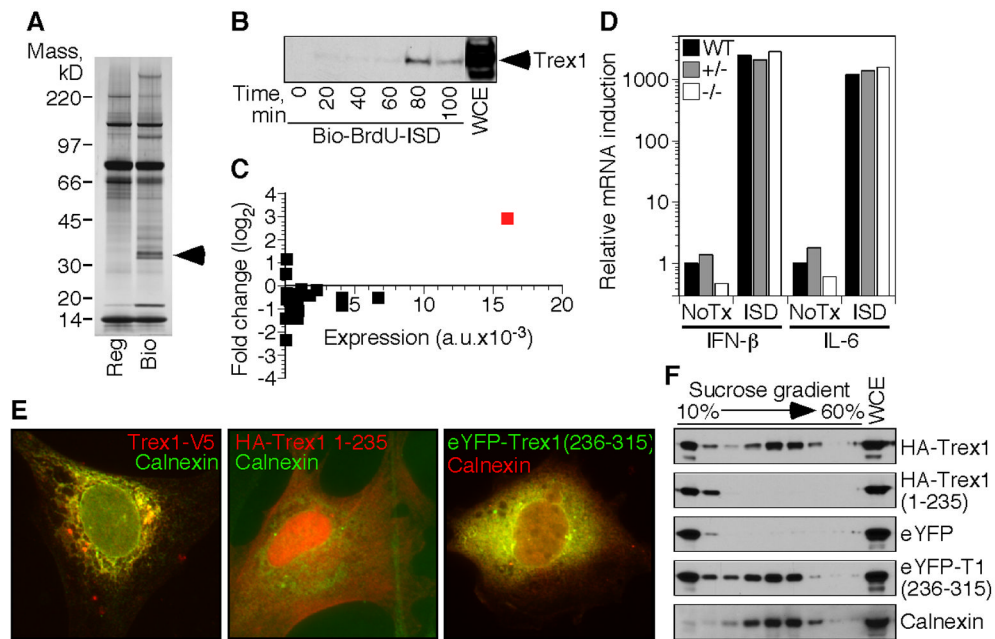 A
Mass,
kD
220
97
66
45
30
20
14
Reg
Bio
B
Trex1
Time,
min
0
20
40
60
80
100
WCE
Bio-BrdU-ISD
C
Fold change (log2)
4
3
2
1
0
-1
-2
-3
-4
5
10
15
20
Expression (a.u.x10-3)
D
Relative mRNA induction
1000
100
10
1
WT
+/-
-/-
NoTx ISD NoTx ISD
IFN-β IL-6
E
Trex1-V5
Calnexin
HA-Trex1 1-235
Calnexin
eYFP-Trex1(236-315)
Calnexin
F
Sucrose gradient
10% 60%
WCE
HA-Trex1
HA-Trex1
(1-235)
eYFP
eYFP-T1
(236-315)
Calnexin